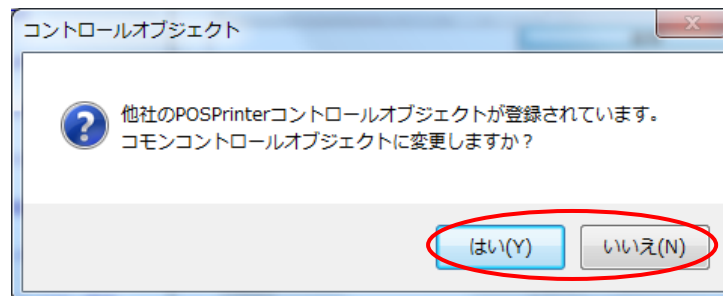 コントロールオブジェクト
他社のPOSPrinterコントロールオブジェクトが登録されています。
コモンコントロールオブジェクトに変更しますか？
はい(Y) いいえ(N)